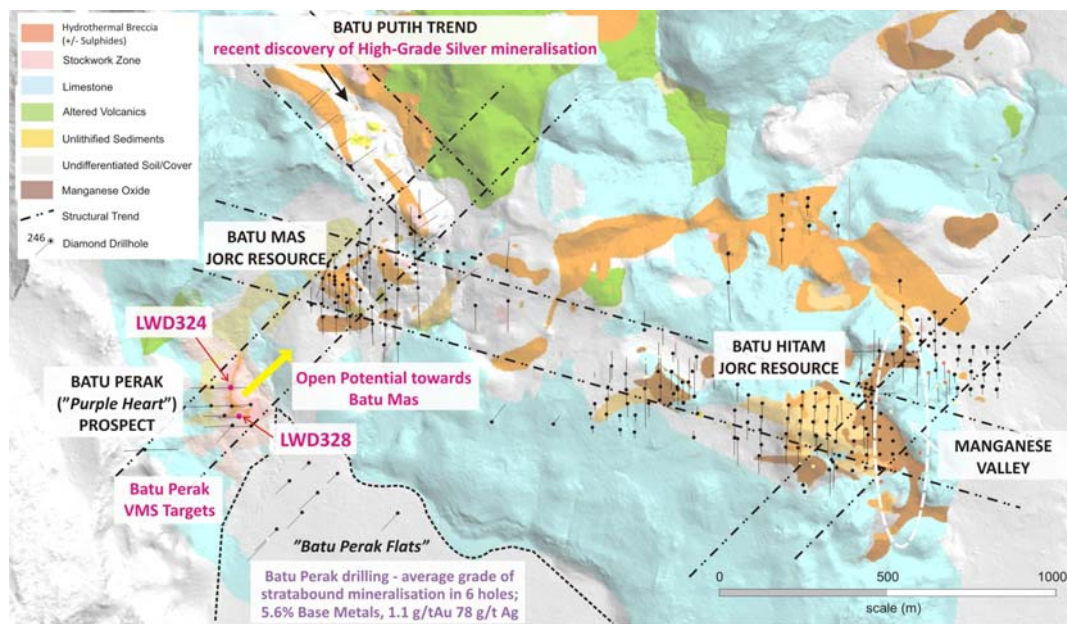 Hydrothermal Breccia
(+/- Sulphides)
Stockwork Zone
Limestone
Altered Volcanics
Unlithified Sediments
Undifferentiated Soil/Cover
Manganese Oxide
Structural Trend
246
Diamond Drillhole
BATU PUTIH TREND
recent discovery of High-Grade Silver mineralisation
BATU MAS
JORC RESOURCE
LWD324
BATU PERAK
("Purple Heart")
PROSPECT
Open Potential towards
Batu Mas
LWD328
Batu Perak
VMS Targets
BATU HITAM
JORC RESOURCE
MANGANESE
VALLEY
"Batu Perak Flats"
Batu Perak drilling - average grade of
stratabound mineralisation in 6 holes;
5.6% Base Metals, 1.1 g/tAu 78 g/t Ag
0 500 1000
scale (m)